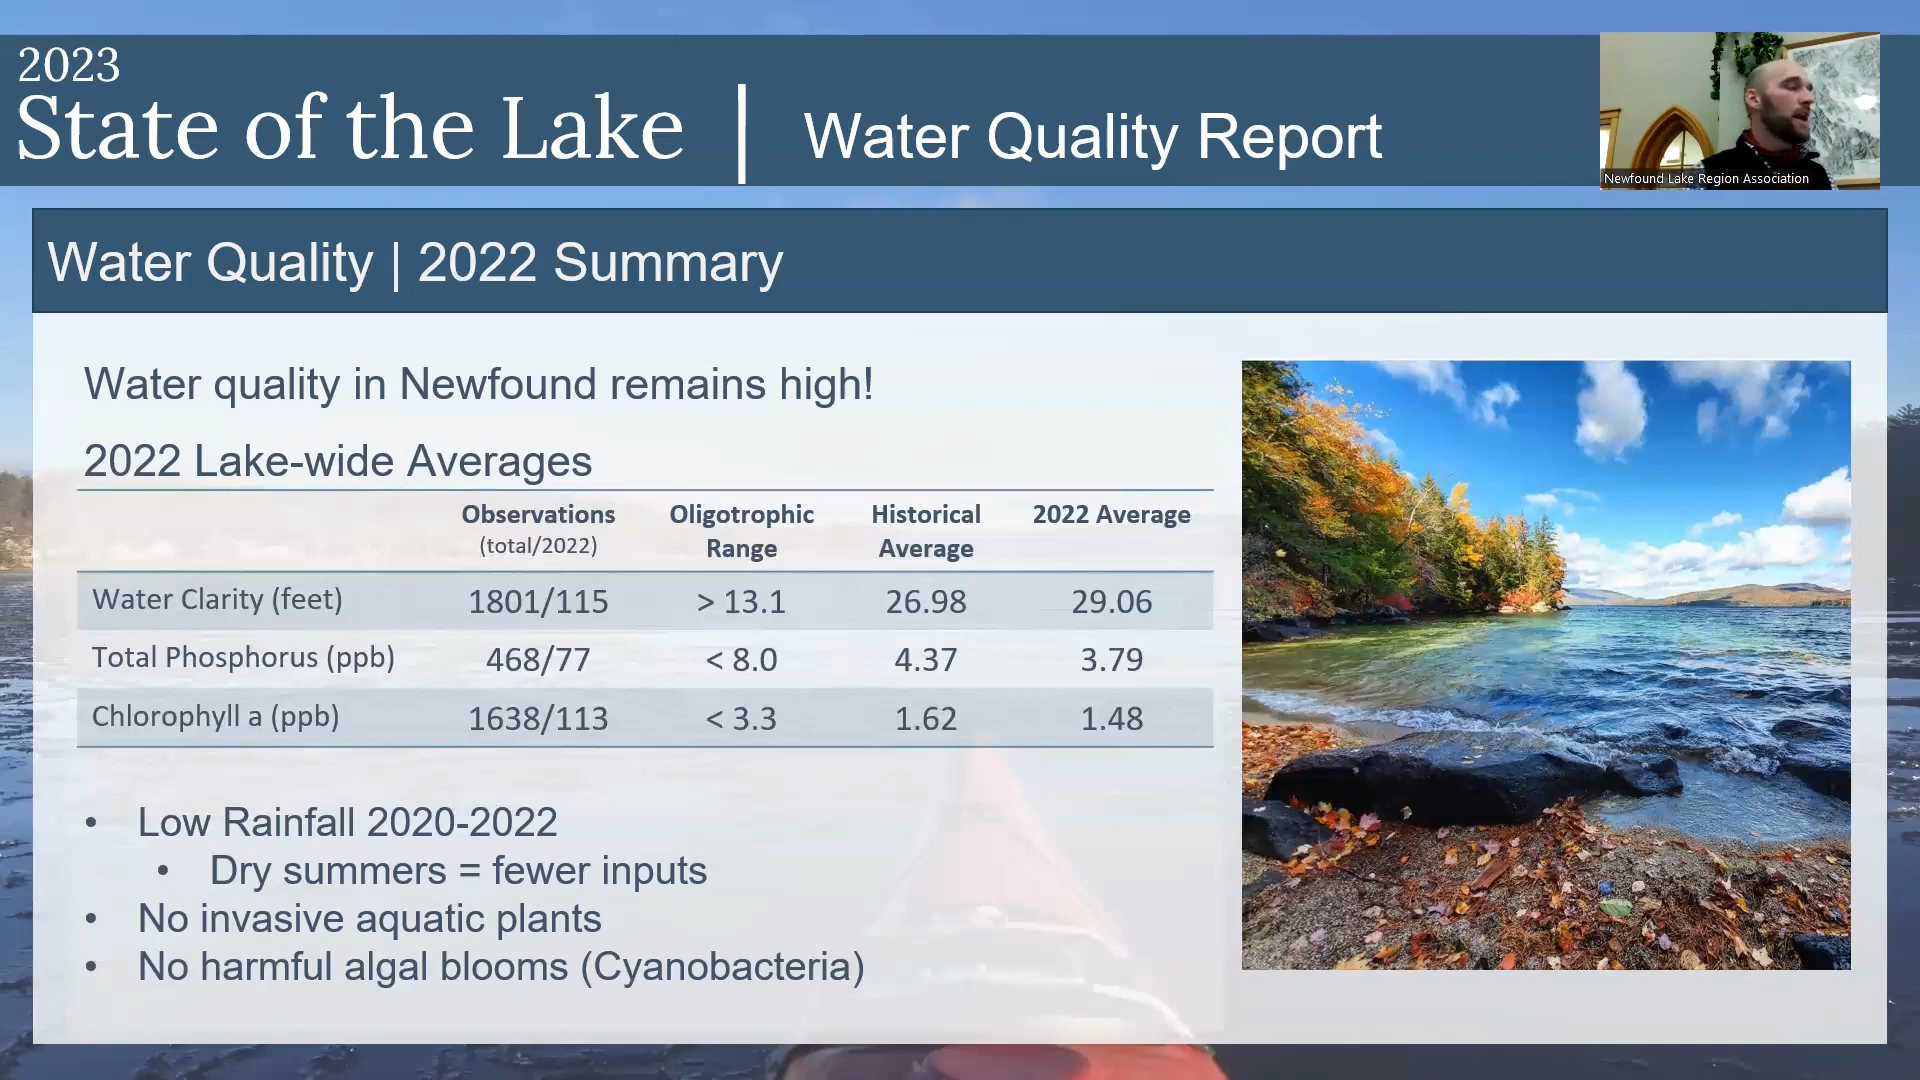 2023
State of the Lake | Water Quality Report
Newfound Lake Region Association
Water Quality | 2022 Summary
Water quality in Newfound remains high!
2022 Lake-wide Averages
Observations (total/2022) Oligotrophic Range Historical Average 2022 Average
Water Clarity (feet) 1801/115 > 13.1 26.98 29.06
Total Phosphorus (ppb) 468/77 < 8.0 4.37 3.79
Chlorophyll a (ppb) 1638/113 < 3.3 1.62 1.48
• Low Rainfall 2020-2022
• Dry summers = fewer inputs
• No invasive aquatic plants
• No harmful algal blooms (Cyanobacteria)